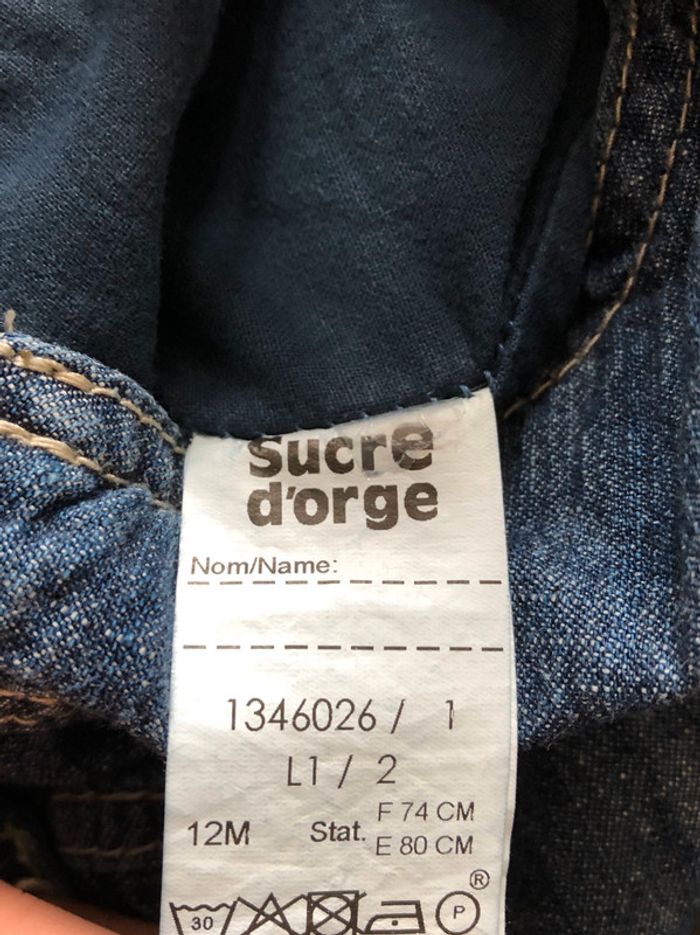 Sucre
d'orge
Nom/Name:
1346026 / 1
L1 / 2
12M Stat. F 74 CM
E 80 CM
®
30 P